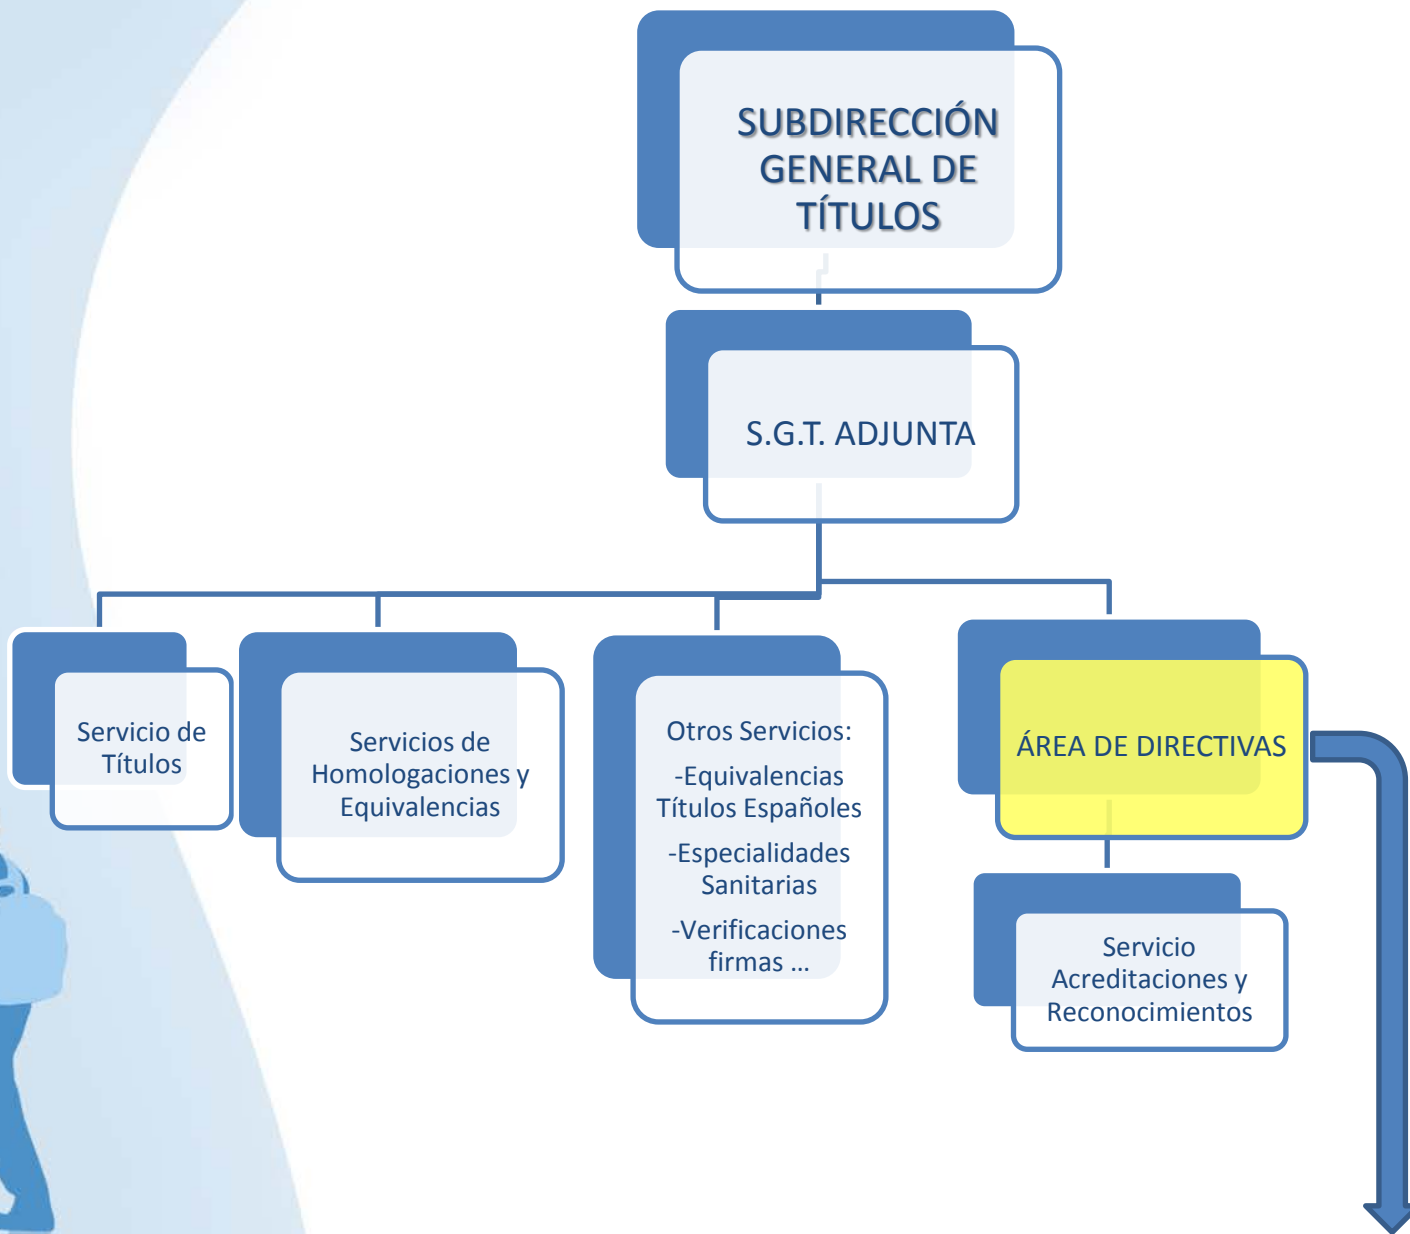 SUBDIRECCIÓN
GENERAL DE
TÍTULOS
S.G.T. ADJUNTA
Servicio de
Títulos
Servicios de
Homologaciones y
Equivalencias
Otros Servicios:
-Equivalencias
Títulos Españoles
-Especialidades
Sanitarias
-Verificaciones
firmas ...
ÁREA DE DIRECTIVAS
Servicio
Acreditaciones y
Reconocimientos